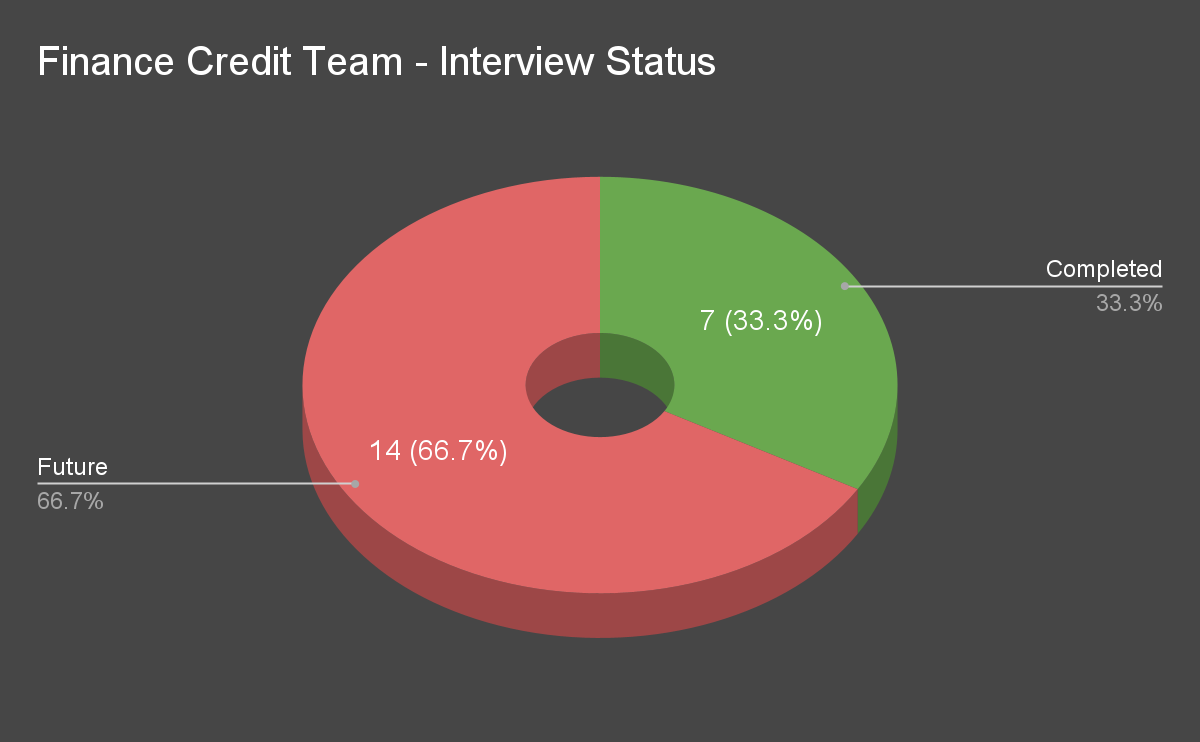 Finance Credit Team - Interview Status
Completed
33.3%
7 (33.3%)
14 (66.7%)
Future
66.7%